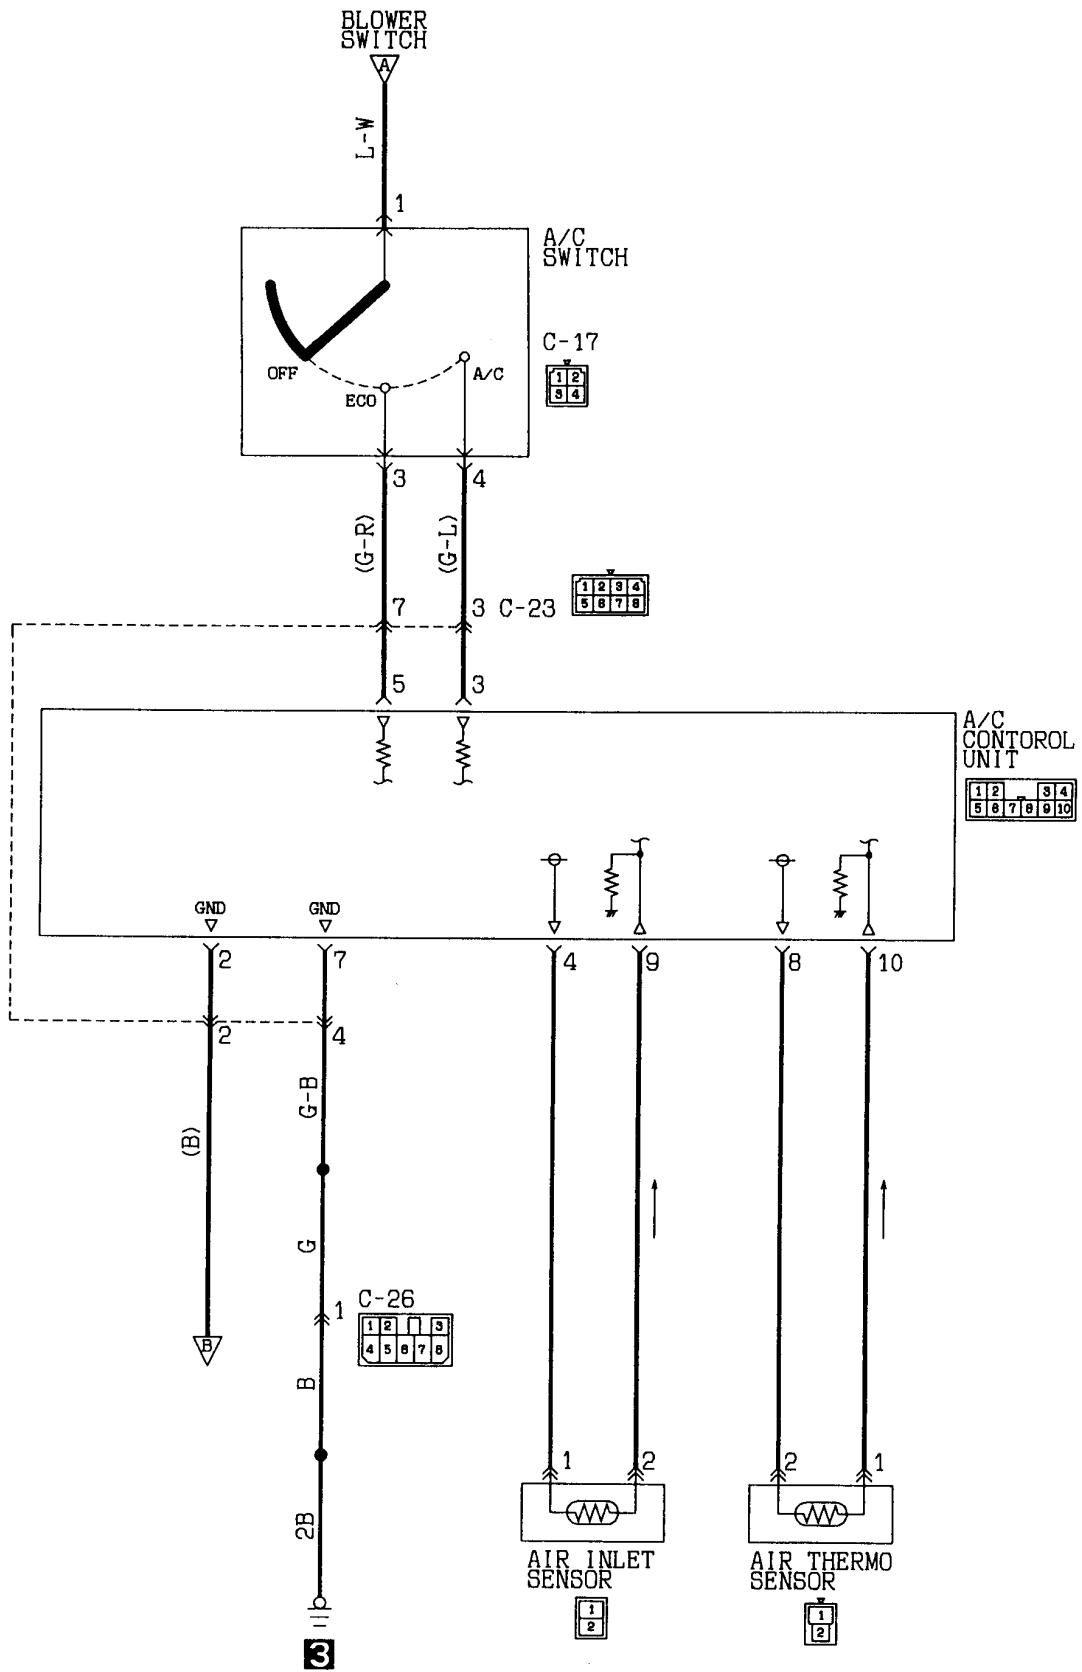 BLOWER
SWITCH
A
L-W
1
A/C
SWITCH
C-17
1 2
3 4
OFF
ECO
A/C
3
4
(G-R)
(G-L)
7
3 C-23
1 2 3 4
5 6 7 8
5
3
A/C
CONTOROL
UNIT
1 2 3 4
5 6 7 8 9 10
GND
GND
2
7
4
9
8
10
2
4
G-B
(B)
G
1
C-26
1 2 3
4 5 6 7 8
B
B
1
2
2
1
2B
AIR INLET
SENSOR
AIR THERMO
SENSOR
1
2
1
2
3